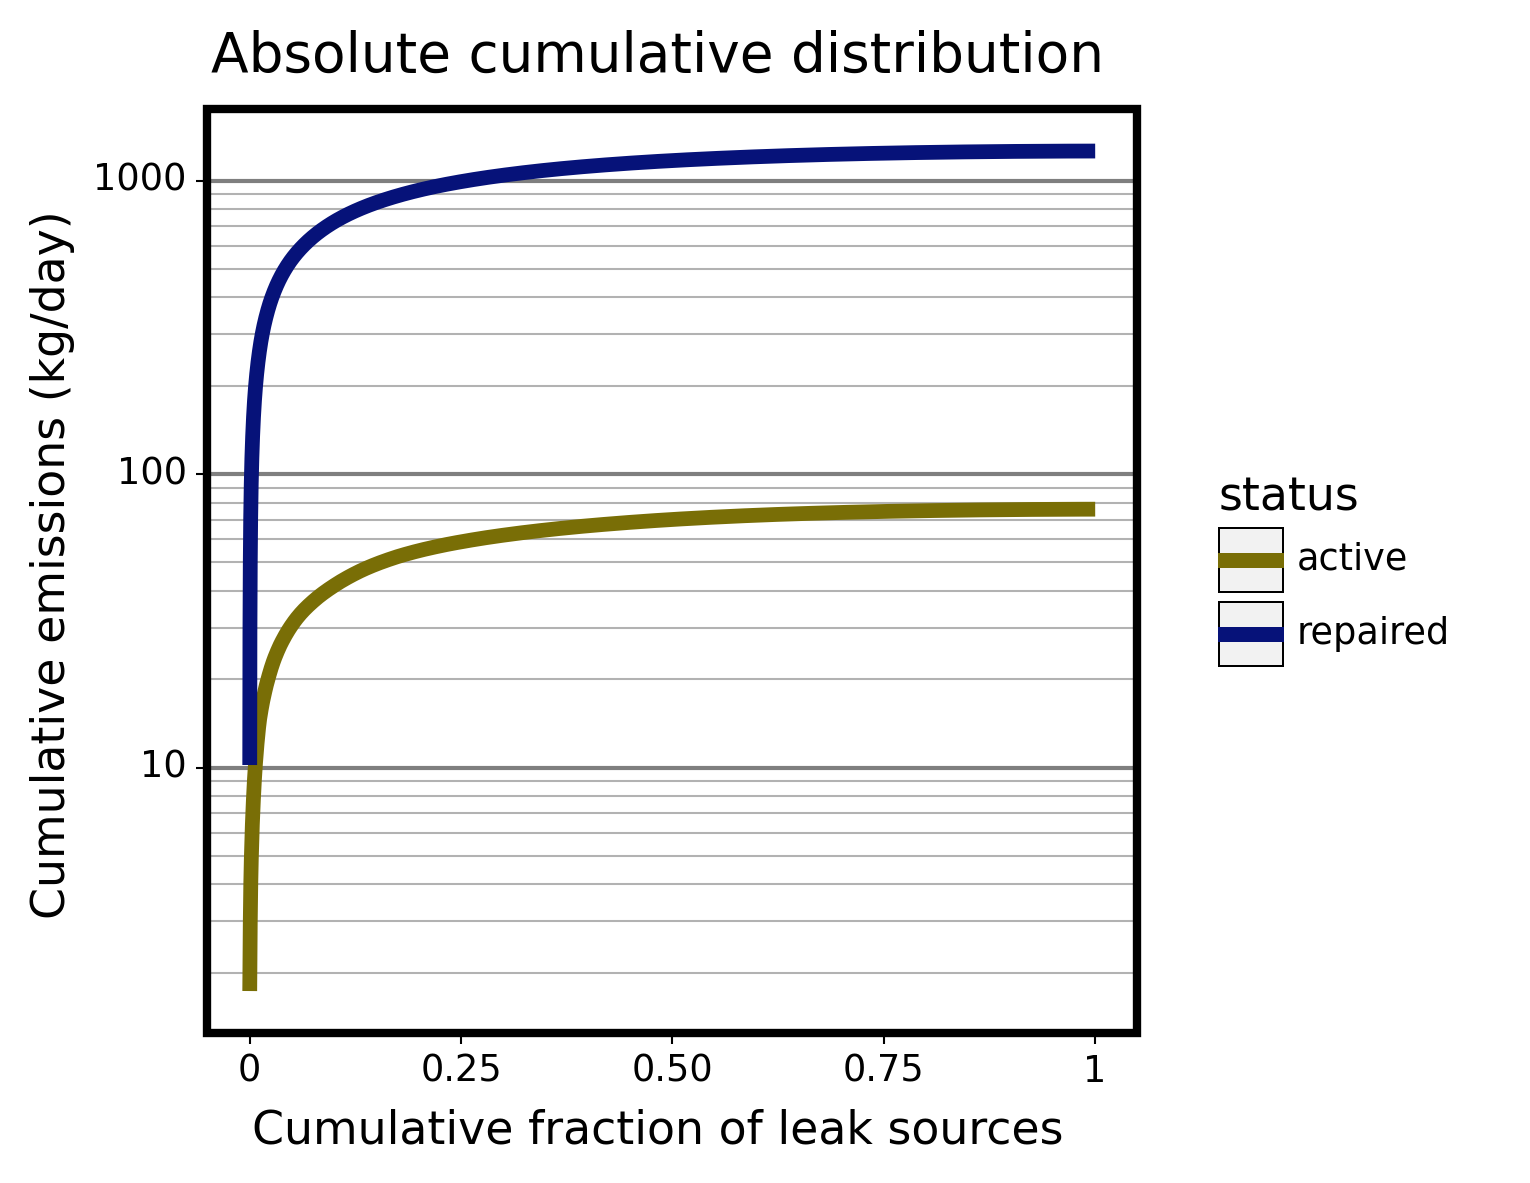 Absolute cumulative distribution
Cumulative emissions (kg/day)
1000
100
10
0
0.25
0.50
0.75
1
Cumulative fraction of leak sources
status
active
repaired